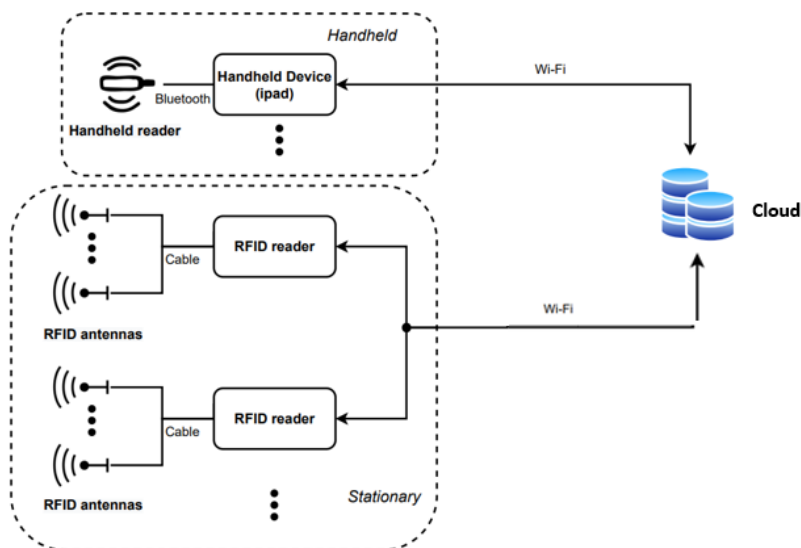 Handheld
Handheld Device
(ipad)
Bluetooth
Handheld reader
Wi-Fi
Cloud
RFID reader
Cable
RFID antennas
Wi-Fi
RFID reader
Cable
RFID antennas
Stationary